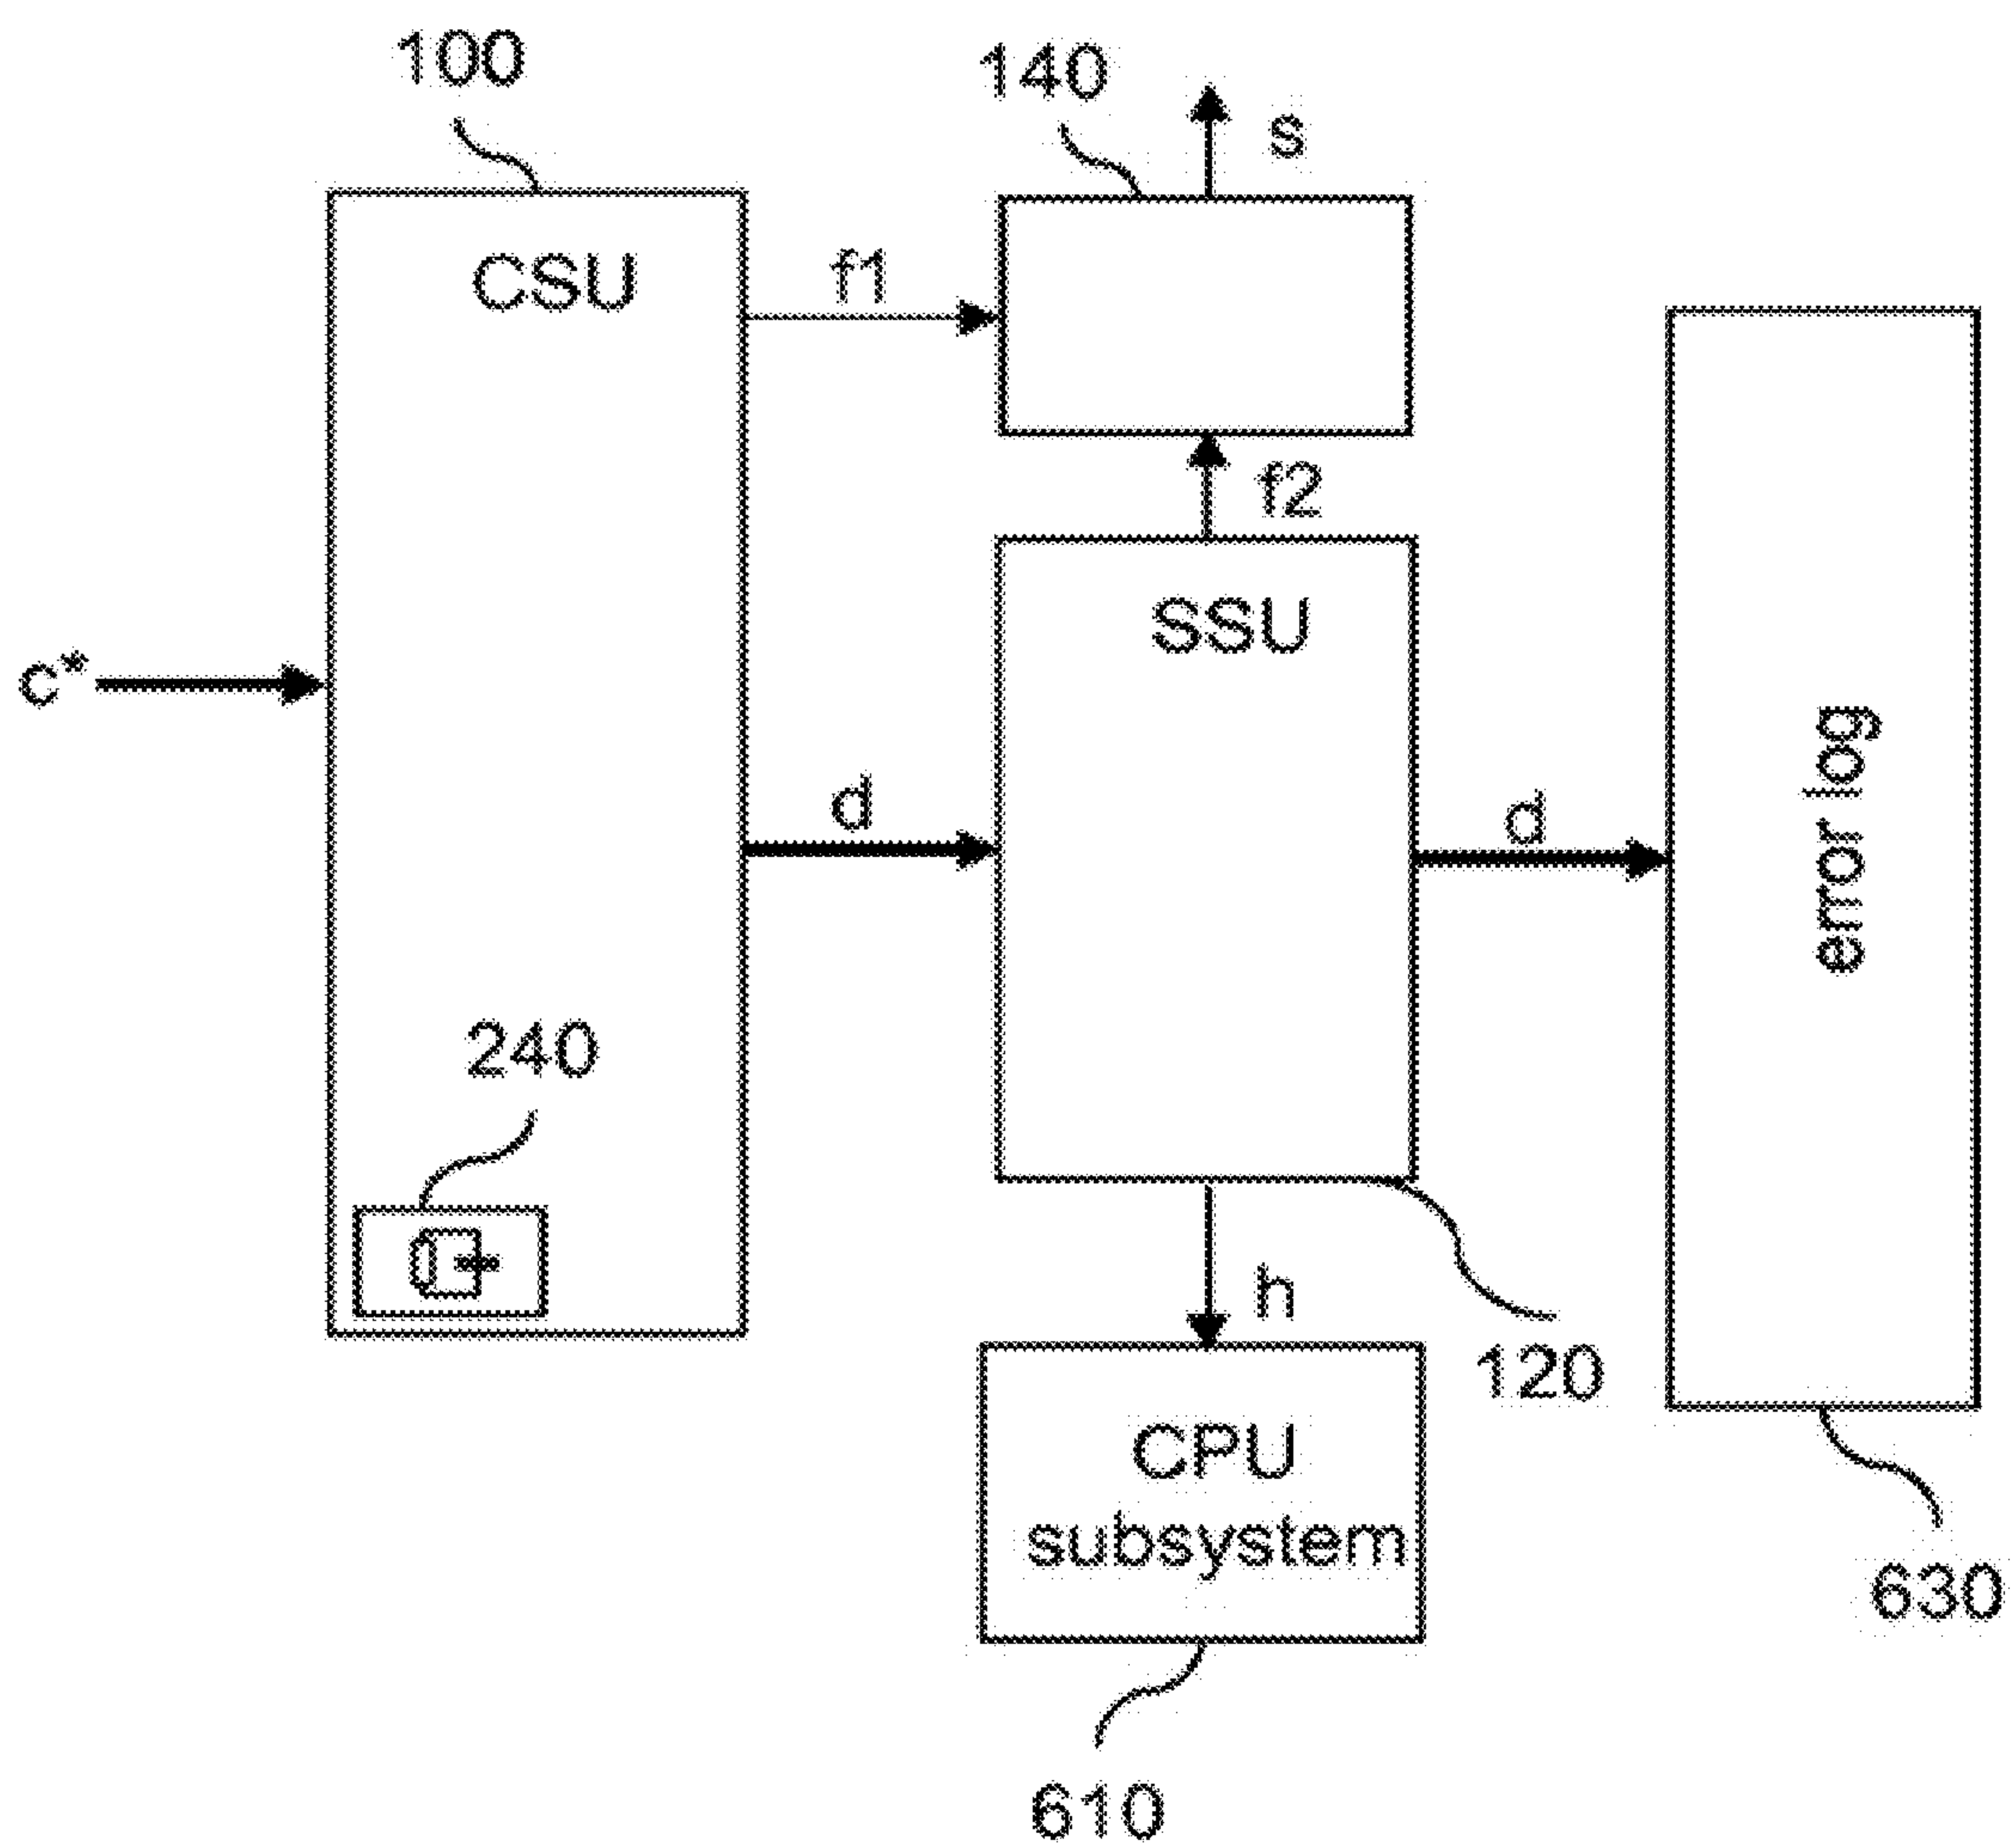 100
140
s
CSU
f1
f2
SSU
c*
d
d
error log
240
h
120
CPU
subsystem
630
610